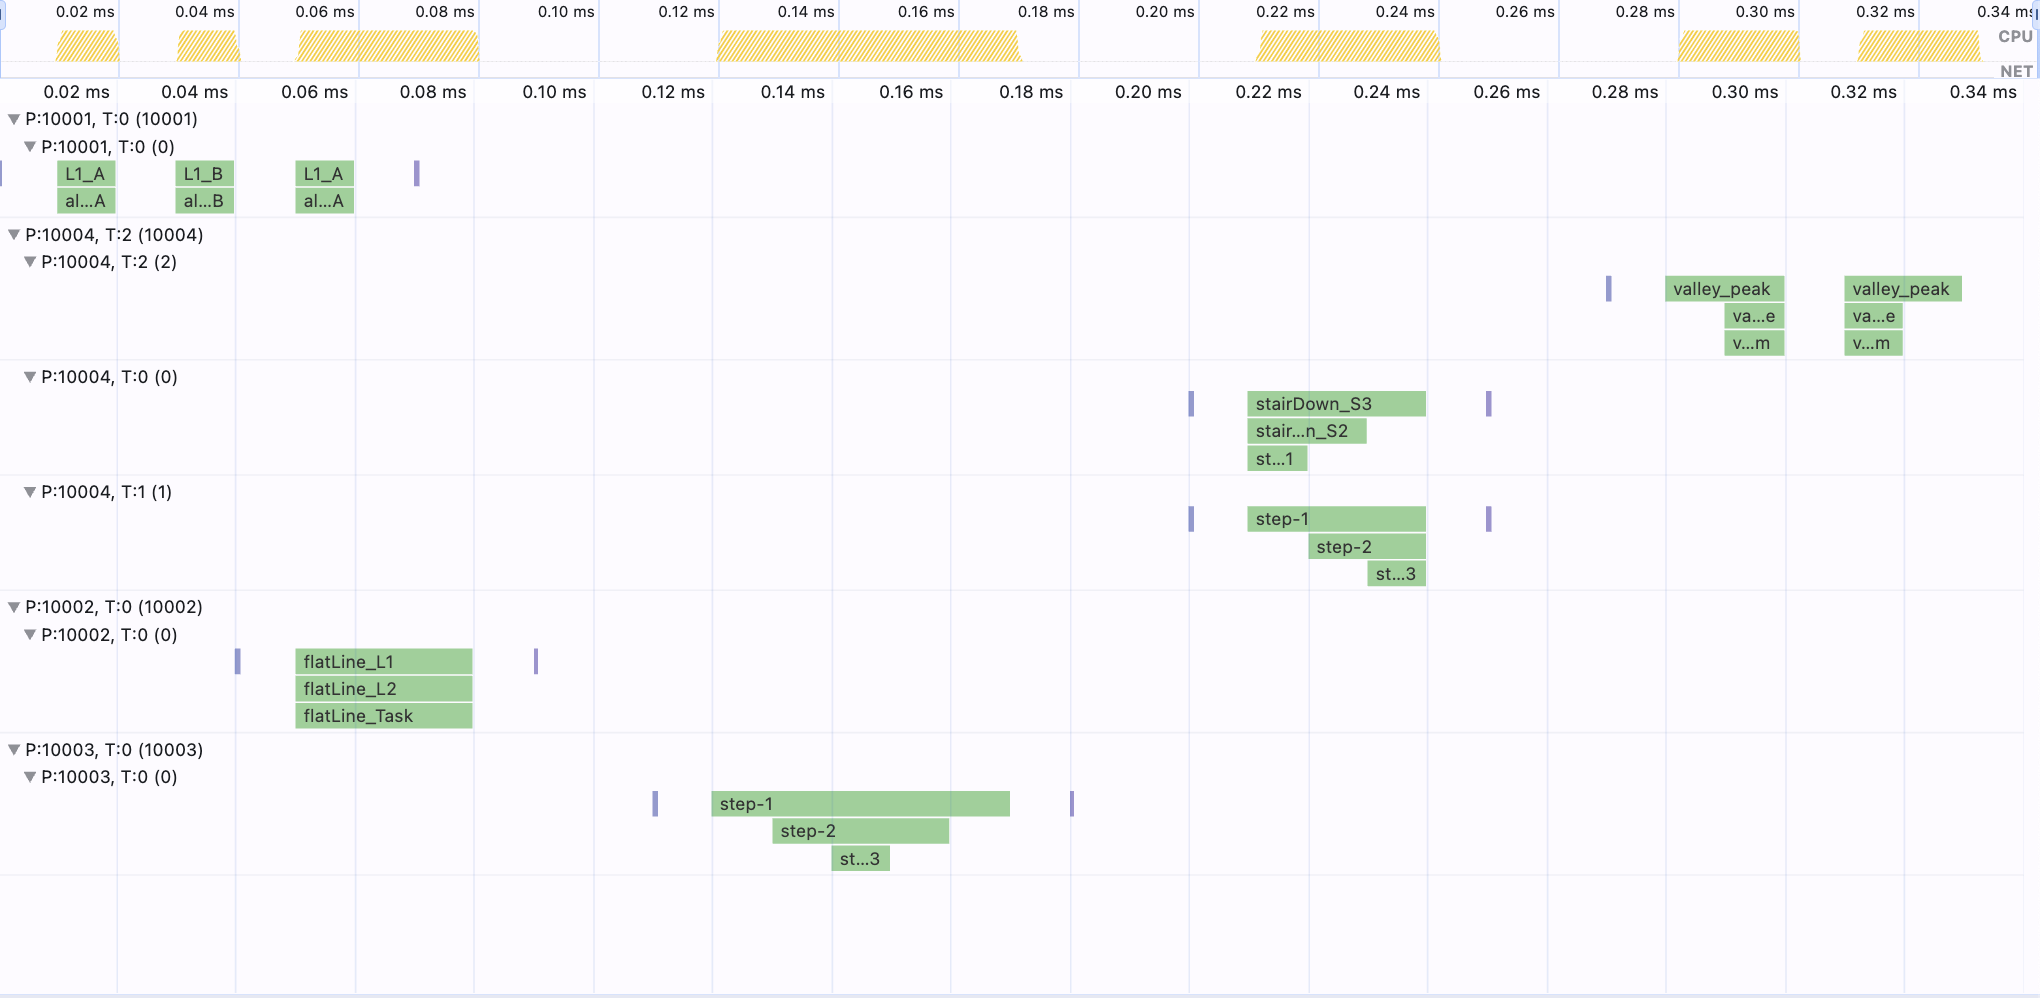 0.02 ms 0.04 ms 0.06 ms 0.08 ms 0.10 ms 0.12 ms 0.14 ms 0.16 ms 0.18 ms 0.20 ms 0.22 ms 0.24 ms 0.26 ms 0.28 ms 0.30 ms 0.32 ms 0.34 ms
CPU
NET
0.02 ms 0.04 ms 0.06 ms 0.08 ms 0.10 ms 0.12 ms 0.14 ms 0.16 ms 0.18 ms 0.20 ms 0.22 ms 0.24 ms 0.26 ms 0.28 ms 0.30 ms 0.32 ms 0.34 ms
P:10001, T:0 (10001)
P:10001, T:0 (0)
L1_A L1_B L1_A
al…A al…B al…A
P:10004, T:2 (10004)
P:10004, T:2 (2)
valley_peak valley_peak
va…e va…e
v…m v…m
P:10004, T:0 (0)
stairDown_S3
stair…n_S2
st…1
P:10004, T:1 (1)
step-1
step-2
st…3
P:10002, T:0 (10002)
P:10002, T:0 (0)
flatLine_L1
flatLine_L2
flatLine_Task
P:10003, T:0 (10003)
P:10003, T:0 (0)
step-1
step-2
st…3